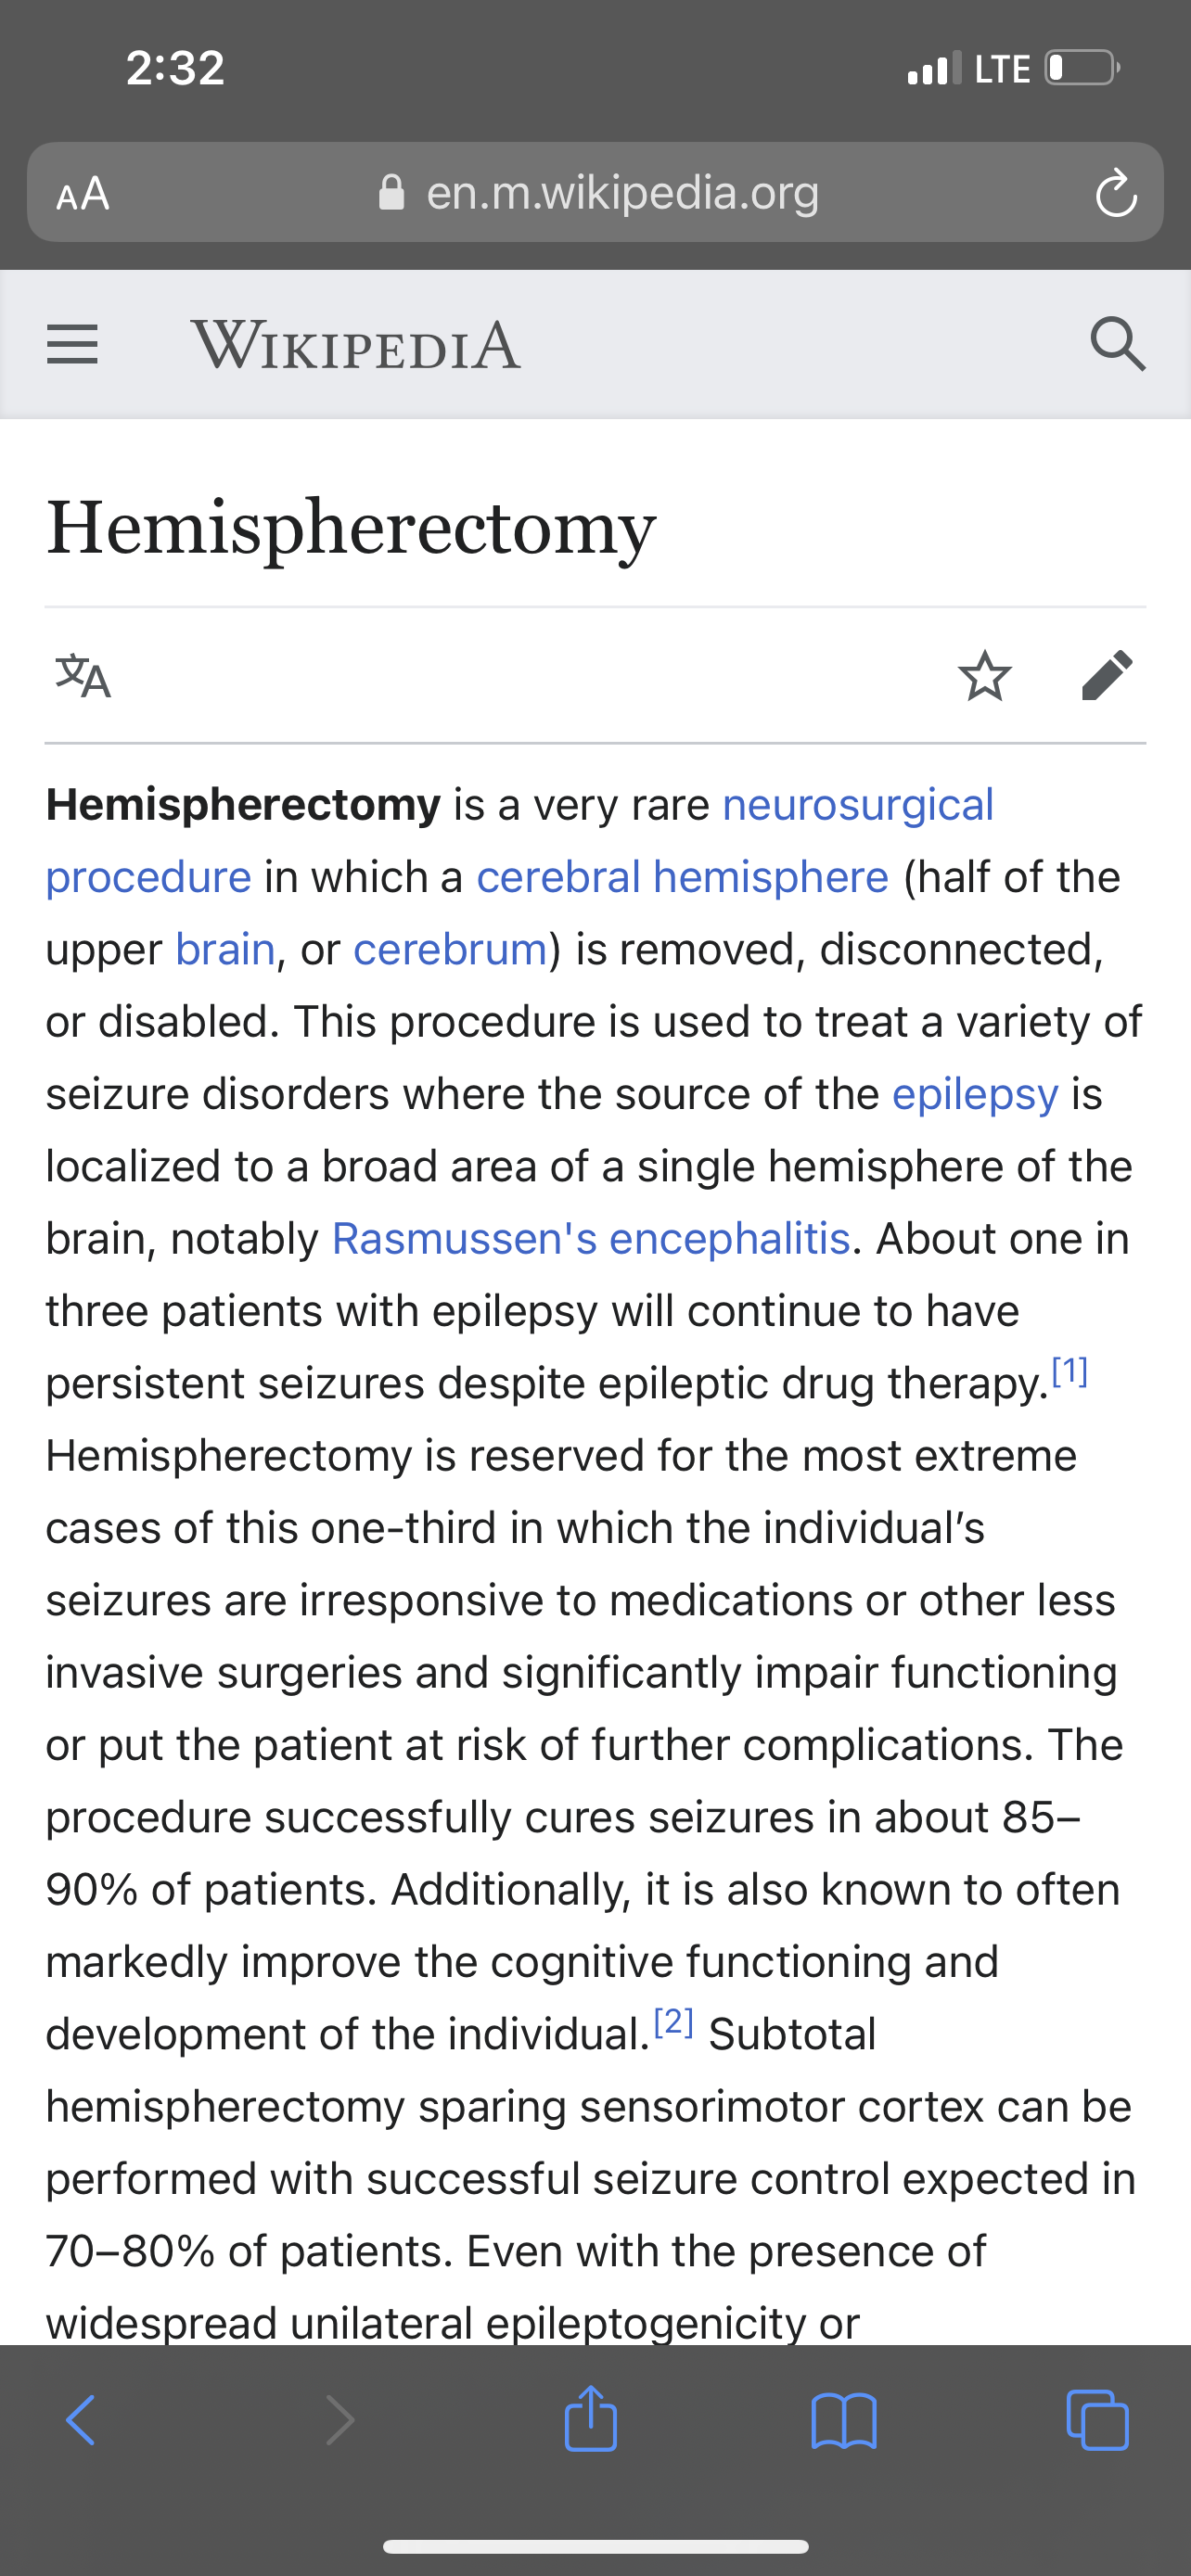 2:32
LTE
AA
en.m.wikipedia.org
WIKIPEDIA
Hemispherectomy
文A
Hemispherectomy is a very rare neurosurgical
procedure in which a cerebral hemisphere (half of the
upper brain, or cerebrum) is removed, disconnected,
or disabled. This procedure is used to treat a variety of
seizure disorders where the source of the epilepsy is
localized to a broad area of a single hemisphere of the
brain, notably Rasmussen's encephalitis. About one in
three patients with epilepsy will continue to have
persistent seizures despite epileptic drug therapy.[1]
Hemispherectomy is reserved for the most extreme
cases of this one-third in which the individual’s
seizures are irresponsive to medications or other less
invasive surgeries and significantly impair functioning
or put the patient at risk of further complications. The
procedure successfully cures seizures in about 85–
90% of patients. Additionally, it is also known to often
markedly improve the cognitive functioning and
development of the individual.[2] Subtotal
hemispherectomy sparing sensorimotor cortex can be
performed with successful seizure control expected in
70–80% of patients. Even with the presence of
widespread unilateral epileptogenicity or